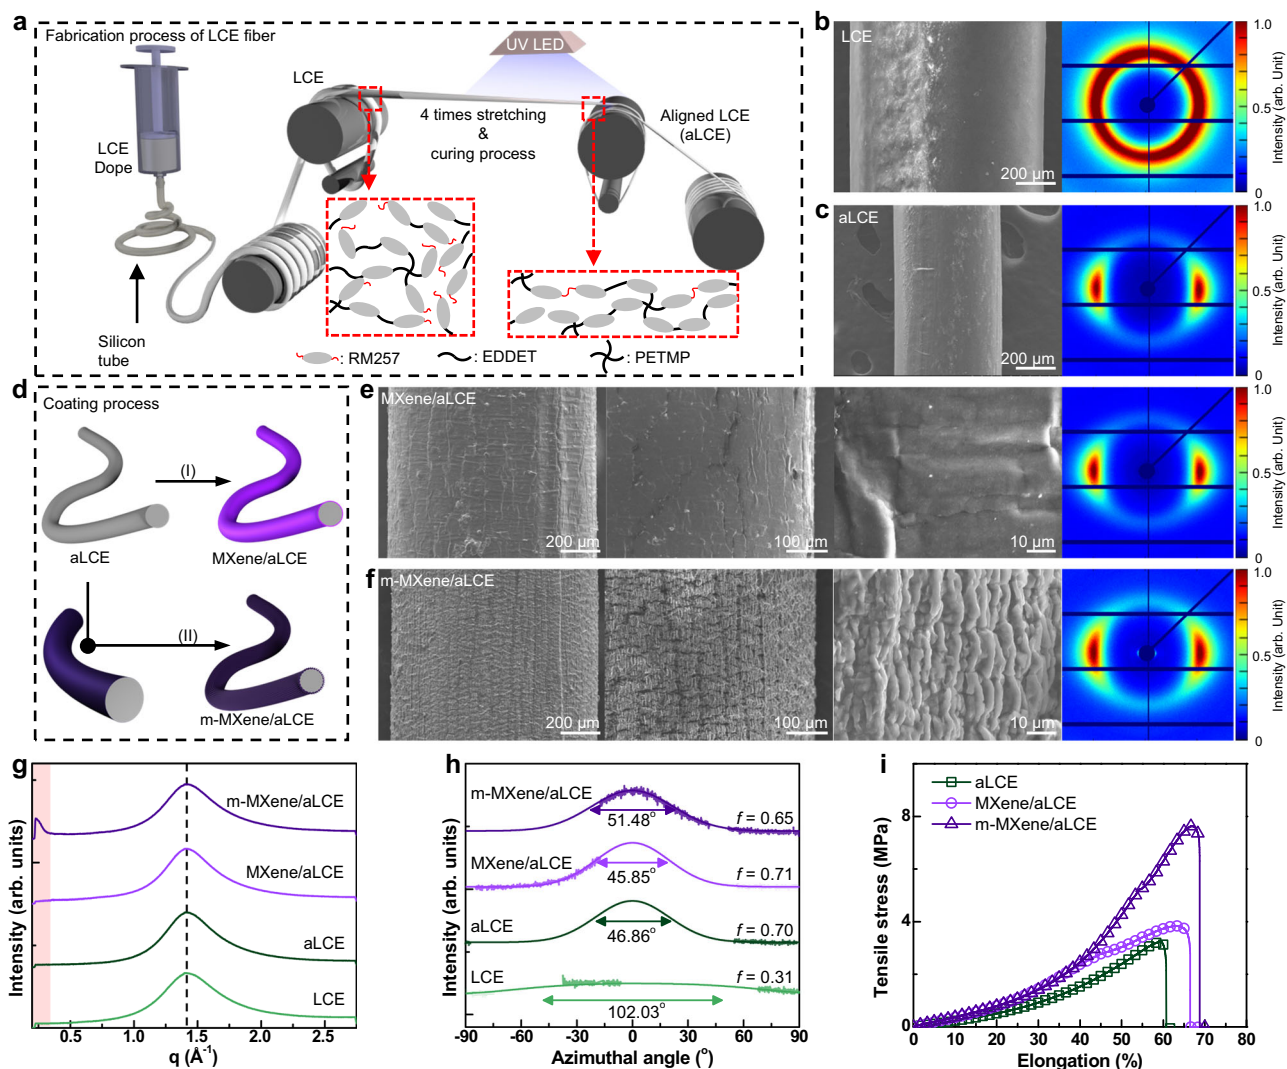 a
Fabrication process of LCE fiber
UV LED
LCE
LCE
Dope
4 times stretching
&
curing process
Aligned LCE
(aLCE)
Silicon
tube
: RM257
: EDDET
: PETMP
b
LCE
200 µm
1.0
0.5
0
Intensity (arb. Unit)
c
aLCE
200 µm
1.0
0.5
0
Intensity (arb. Unit)
d
Coating process
(I)
aLCE
MXene/aLCE
(II)
m-MXene/aLCE
e
MXene/aLCE
200 µm
100 µm
10 µm
1.0
0.5
0
Intensity (arb. Unit)
f
m-MXene/aLCE
200 µm
100 µm
10 µm
1.0
0.5
0
Intensity (arb. Unit)
g
m-MXene/aLCE
MXene/aLCE
aLCE
LCE
Intensity (arb. units)
0.5 1.0 1.5 2.0 2.5
q (Å⁻¹)
h
m-MXene/aLCE
51.48°
f = 0.65
MXene/aLCE
45.85°
f = 0.71
aLCE
46.86°
f = 0.70
LCE
102.03°
f = 0.31
Intensity (arb. units)
-90 -60 -30 0 30 60 90
Azimuthal angle (°)
i
aLCE
MXene/aLCE
m-MXene/aLCE
8
4
0
Tensile stress (MPa)
0 10 20 30 40 50 60 70 80
Elongation (%)